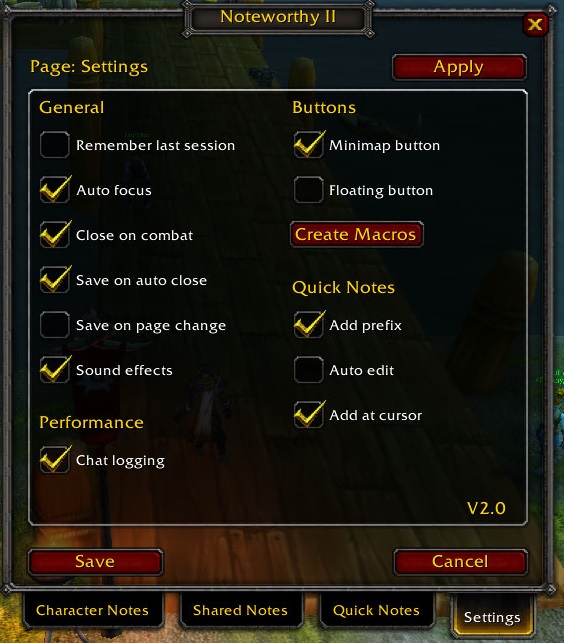 Noteworthy II
Page: Settings
Apply
General
Remember last session
Auto focus
Close on combat
Save on auto close
Save on page change
Sound effects
Performance
Chat logging
Buttons
Minimap button
Floating button
Create Macros
Quick Notes
Add prefix
Auto edit
Add at cursor
V2.0
Save
Cancel
Character Notes
Shared Notes
Quick Notes
Settings